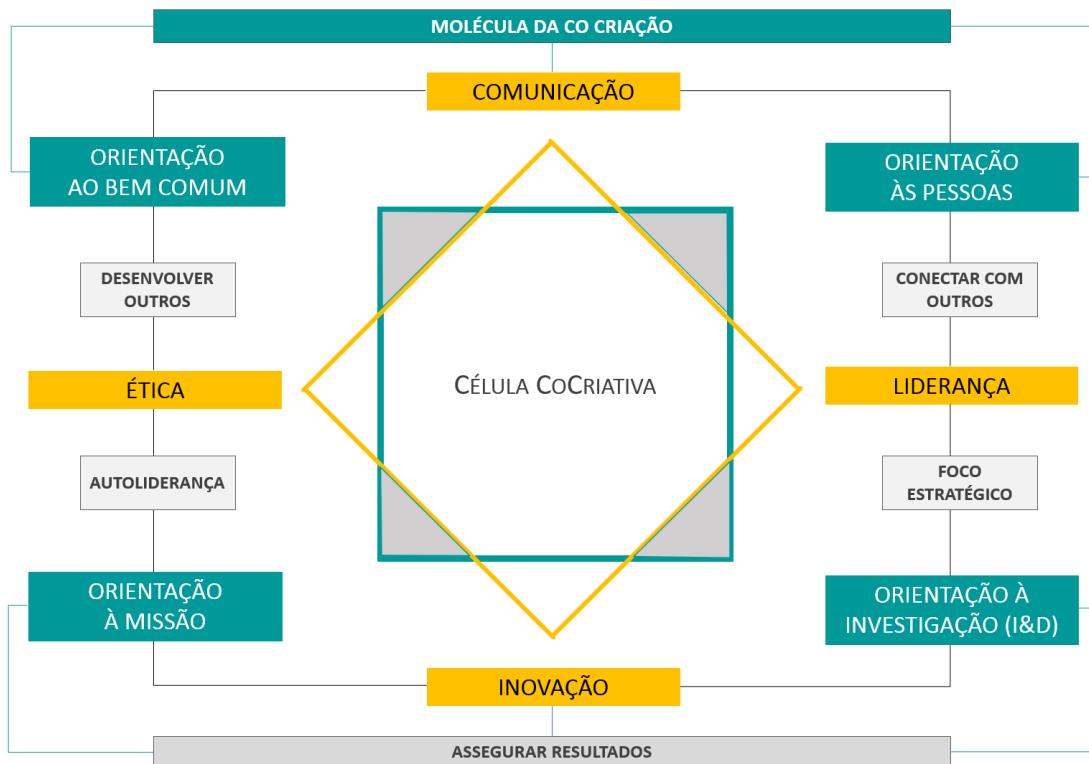 MOLÉCULA DA CO CRIAÇÃO
COMUNICAÇÃO
ORIENTAÇÃO
AO BEM COMUM
ORIENTAÇÃO
ÀS PESSOAS
DESENVOLVER
OUTROS
CONECTAR COM
OUTROS
ÉTICA
CÉLULA COCRIATIVA
LIDERANÇA
AUTOLIDERANÇA
FOCO
ESTRATÉGICO
ORIENTAÇÃO
À MISSÃO
ORIENTAÇÃO À
INVESTIGAÇÃO (I&D)
INOVAÇÃO
ASSEGURAR RESULTADOS